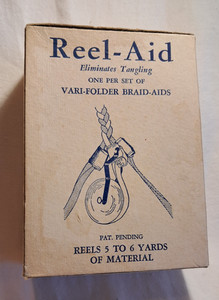 Reel-Aid
Eliminates Tangling
ONE PER SET OF
VARI-FOLDER BRAID-AIDS
PAT. PENDING
REELS 5 TO 6 YARDS
OF MATERIAL